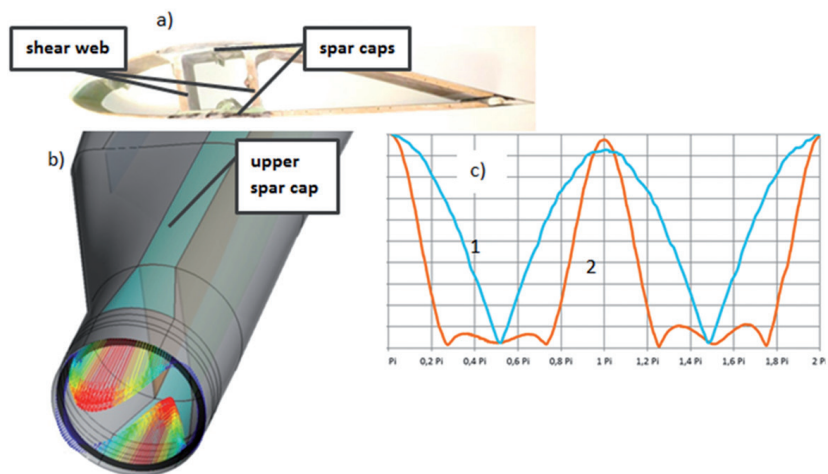 a)
shear web
spar caps
b)
upper
spar cap
c)
1
2
Pi
0,2 Pi
0,4 Pi
0,6 Pi
0,8 Pi
1 Pi
1,2 Pi
1,4 Pi
1,6 Pi
1,8 Pi
2 Pi